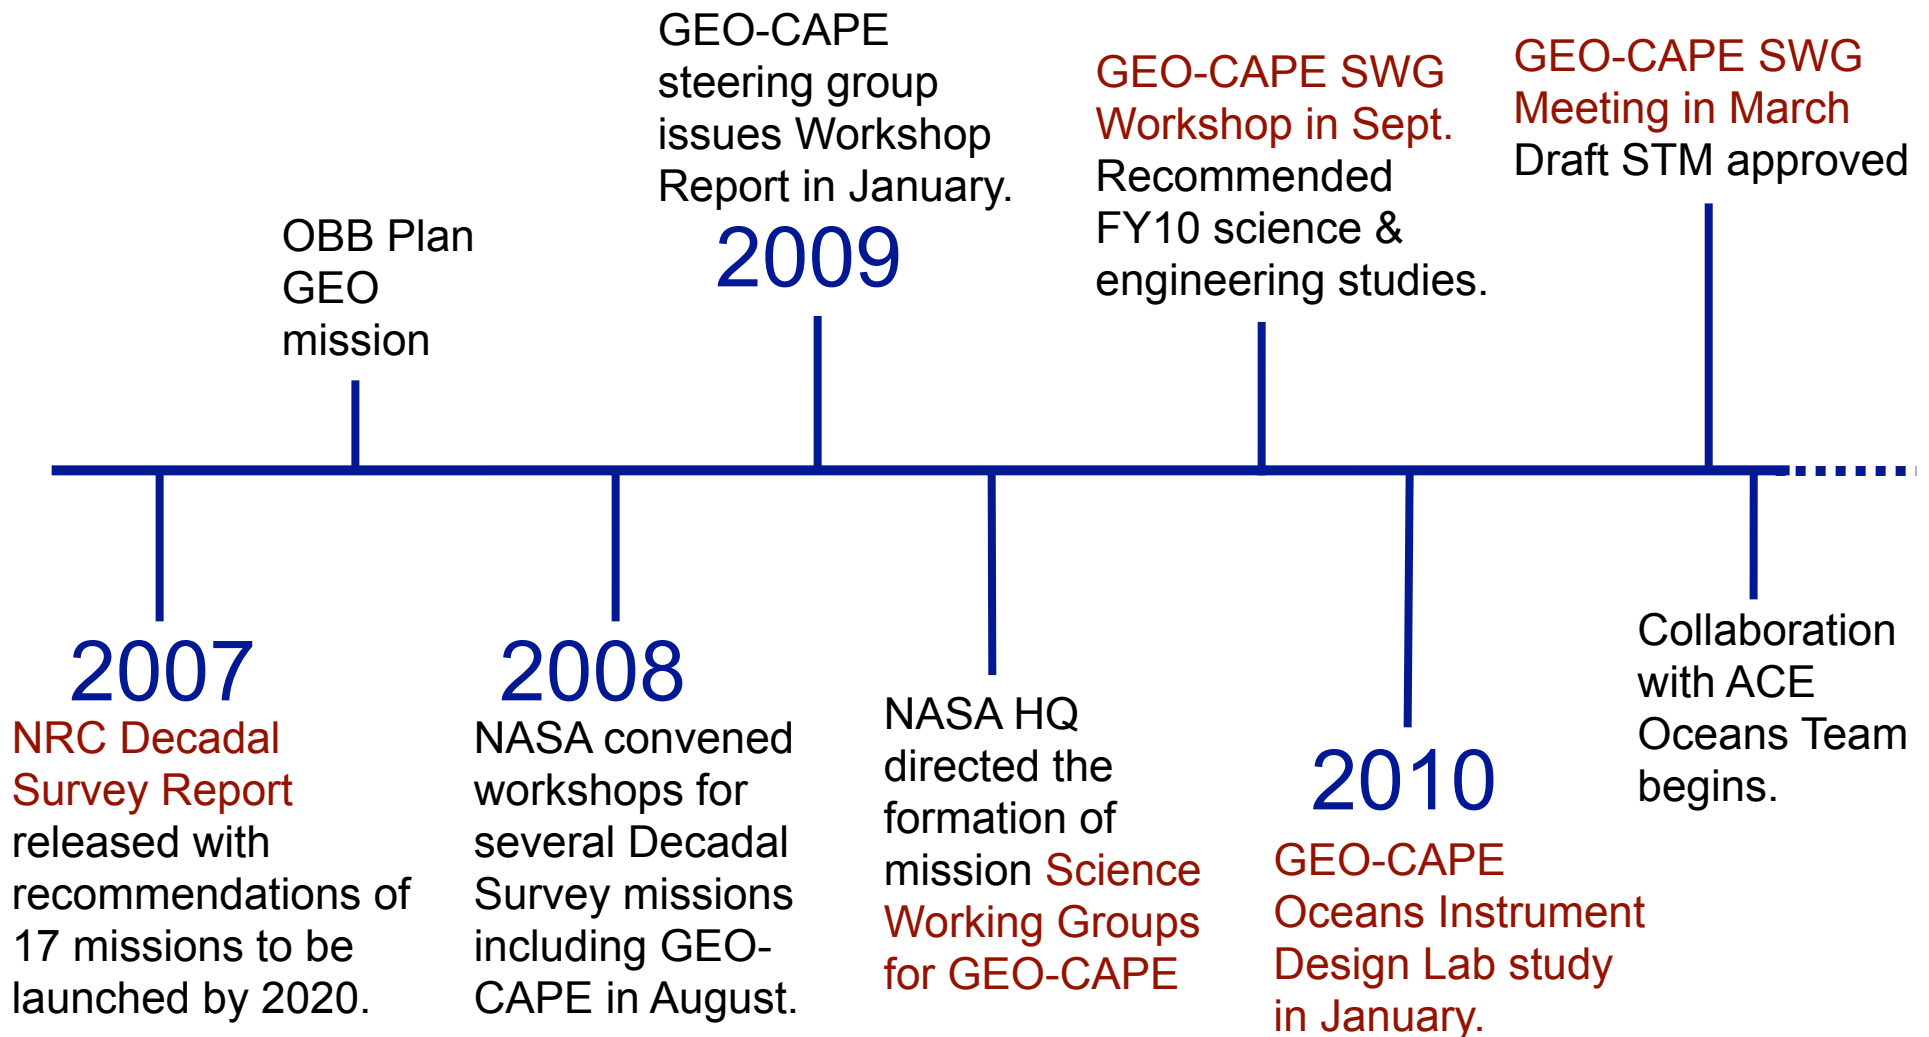 2007
NRC Decadal
Survey Report
released with
recommendations of
17 missions to be
launched by 2020.
OBB Plan
GEO
mission
2008
NASA convened
workshops for
several Decadal
Survey missions
including GEO-
CAPE in August.
GEO-CAPE
steering group
issues Workshop
Report in January.
2009
NASA HQ
directed the
formation of
mission Science
Working Groups
for GEO-CAPE
GEO-CAPE SWG
Workshop in Sept.
Recommended
FY10 science &
engineering studies.
2010
GEO-CAPE
Oceans Instrument
Design Lab study
in January.
GEO-CAPE SWG
Meeting in March
Draft STM approved
Collaboration
with ACE
Oceans Team
begins.